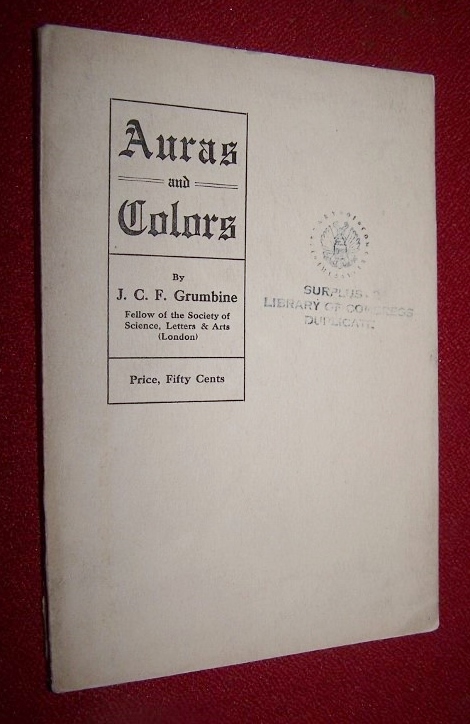 Auras
and
Colors
By
J. C. F. Grumbine
Fellow of the Society of
Science, Letters & Arts
(London)
Price, Fifty Cents
SURPLUS
LIBRARY OF CONGRESS
DUPLICATE